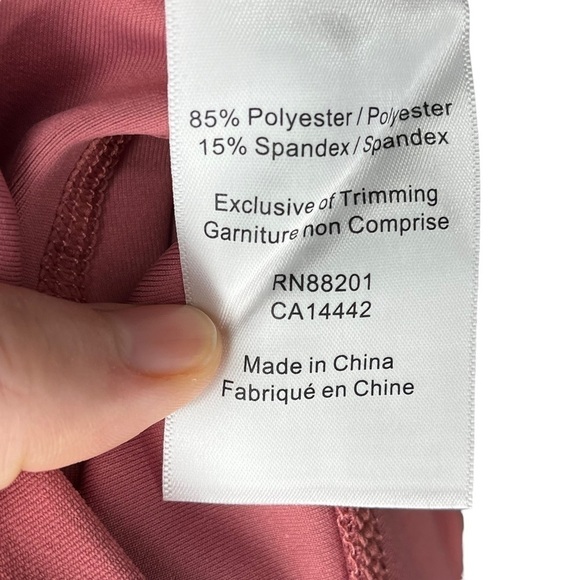 85% Polyester/Polyester
15% Spandex/Spandex
Exclusive of Trimming
Garniture non Comprise
RN88201
CA14442
Made in China
Fabriqué en Chine